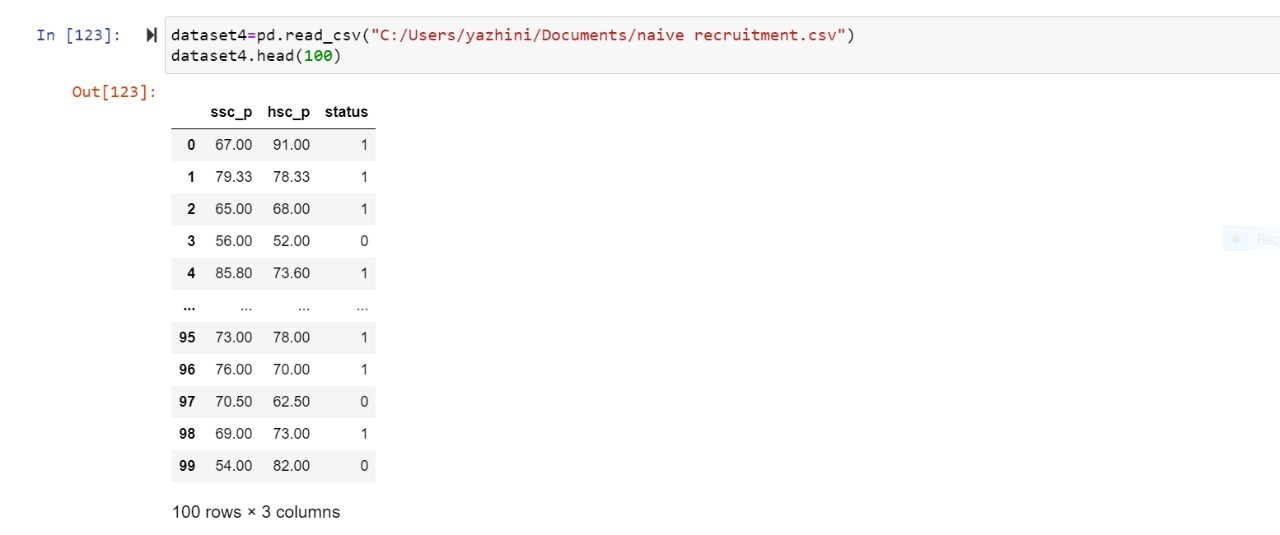 In [123]: dataset4=pd.read_csv("C:/Users/yazhini/Documents/naive recruitment.csv")
dataset4.head(100)
Out[123]:
ssc_p hsc_p status
0 67.00 91.00 1
1 79.33 78.33 1
2 65.00 68.00 1
3 56.00 52.00 0
4 85.80 73.60 1
... ... ... ...
95 73.00 78.00 1
96 76.00 70.00 1
97 70.50 62.50 0
98 69.00 73.00 1
99 54.00 82.00 0
100 rows × 3 columns